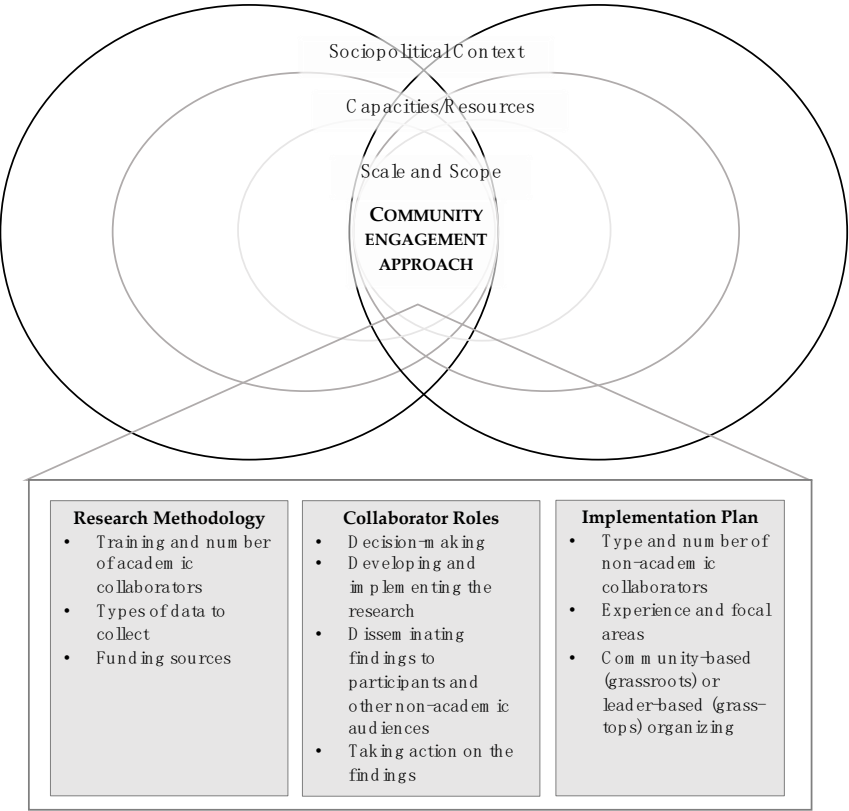 Sociopolitical Context
Capacities/Resources
Scale and Scope
COMMUNITY
ENGAGEMENT
APPROACH
Research Methodology
• Training and number
of academic
collaborators
• Types of data to
collect
• Funding sources
Collaborator Roles
• Decision-making
• Developing and
implementing the
research
• Disseminating
findings to
participants and
other non-academic
audiences
• Taking action on the
findings
Implementation Plan
• Type and number of
non-academic
collaborators
• Experience and focal
areas
• Community-based
(grassroots) or
leader-based (grass-
tops) organizing